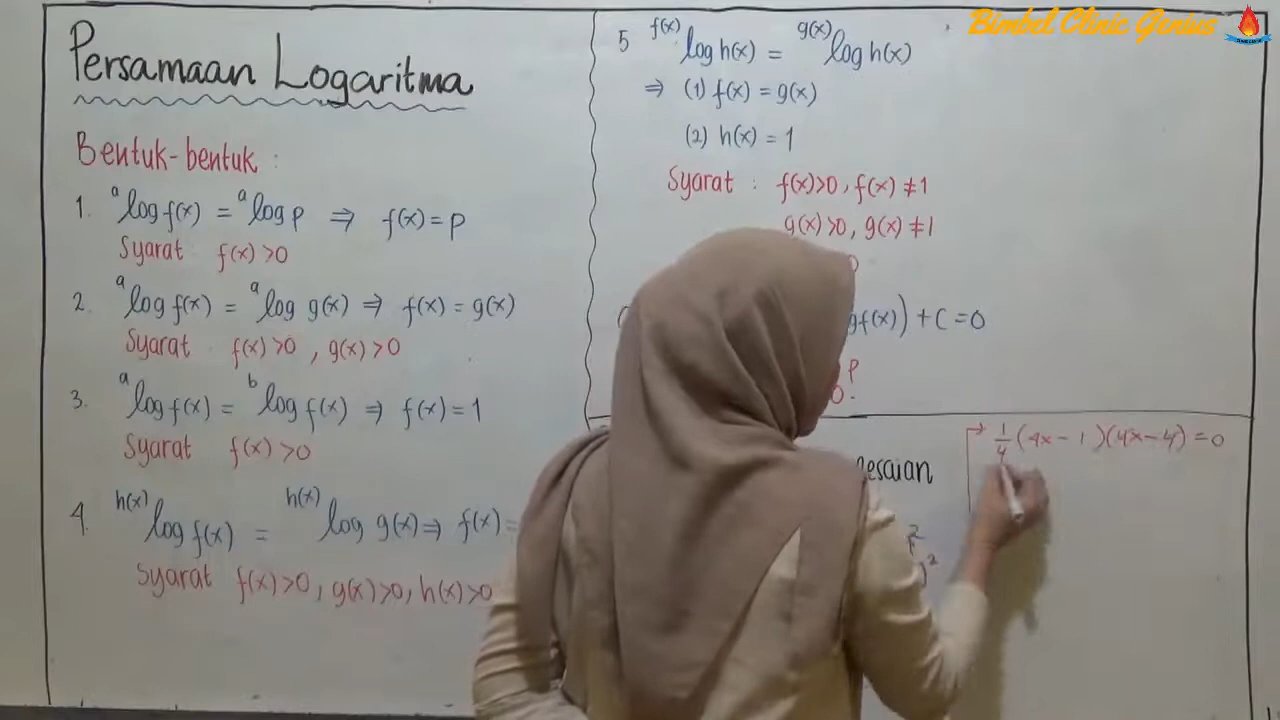 Bimbel Clinic Genius
Persamaan Logaritma
Bentuk-bentuk :
1. ᵃlog f(x) = ᵃlog p ⇒ f(x) = p
Syarat f(x) >0
2. ᵃlog f(x) = ᵃlog g(x) ⇒ f(x) = g(x)
Syarat f(x) >0 , g(x) >0
3. ᵃlog f(x) = ᵇlog f(x) ⇒ f(x) = 1
Syarat f(x) >0
4. ʰ⁽ˣ⁾log f(x) = ʰ⁽ˣ⁾log g(x) ⇒ f(x) =
Syarat f(x) >0 , g(x) >0, h(x) >0
5 ᶠ⁽ˣ⁾log h(x) = ᵍ⁽ˣ⁾log h(x)
⇒ (1) f(x) = g(x)
(2) h(x) = 1
Syarat : f(x) >0 , f(x) ≠ 1
g(x) >0, g(x) ≠ 1
f(x)) + C = 0
1/4 (4x - 1)(4x - 4) = 0